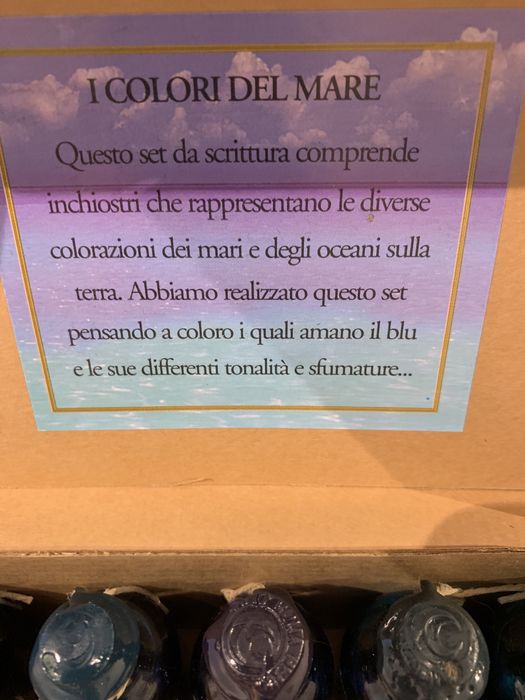 I COLORI DEL MARE
Questo set da scrittura comprende
inchiostri che rappresentano le diverse
colorazioni dei mari e degli oceani sulla
terra. Abbiamo realizzato questo set
pensando a coloro i quali amano il blu
e le sue differenti tonalità e sfumature...